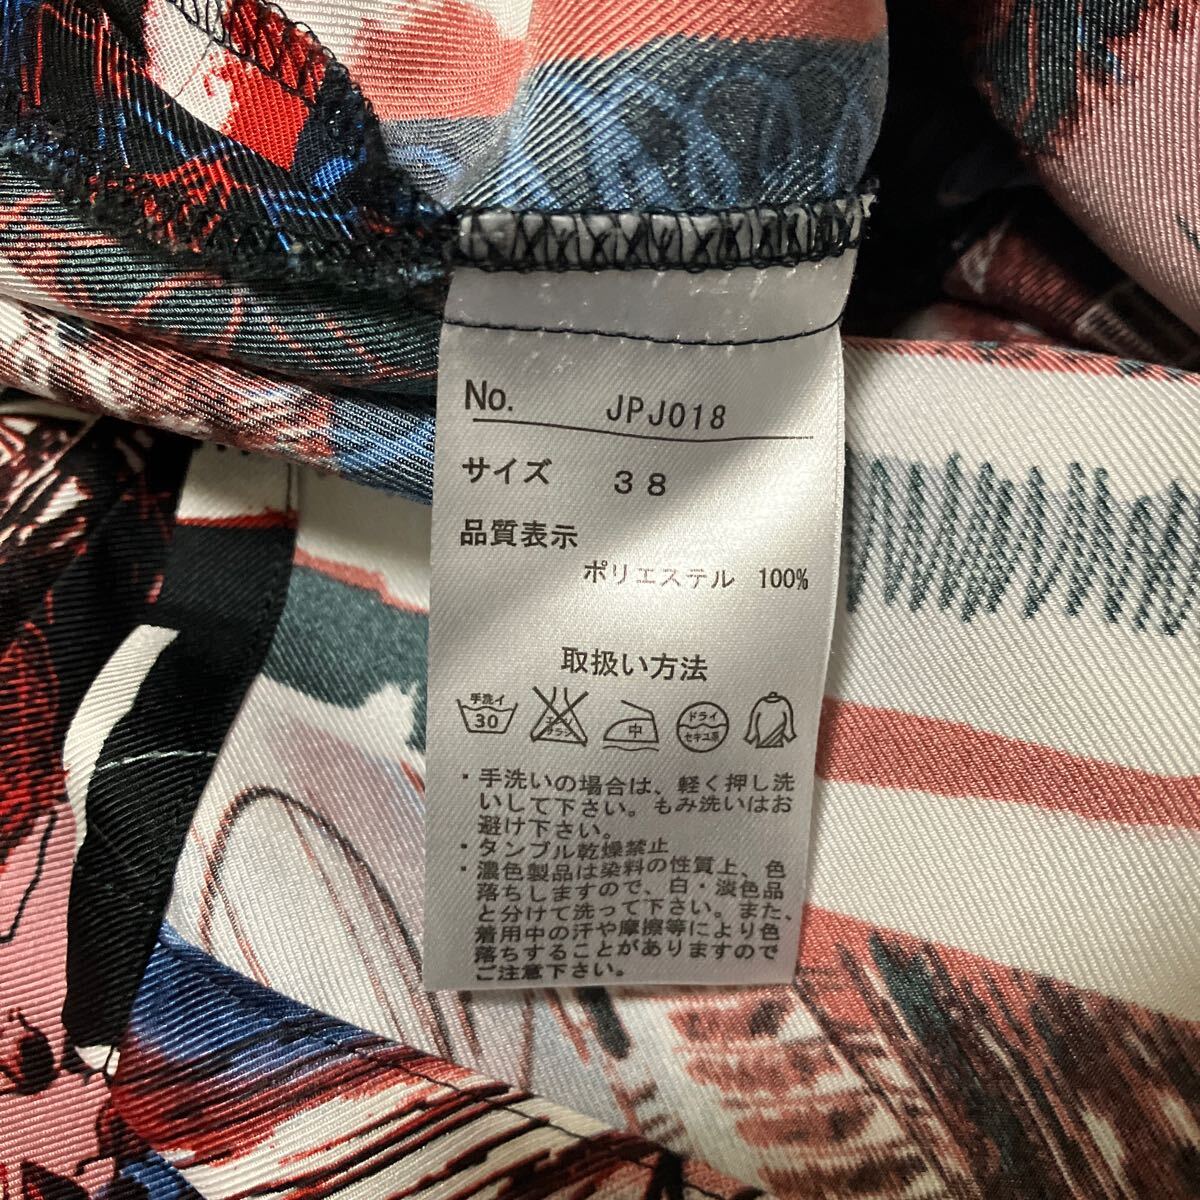 No. JPJ018
サイズ 38
品質表示
ポリエステル 100%
取扱い方法
手洗イ
30
エンソ
サラシ
中
ドライ
セキユ系
・手洗いの場合は、軽く押し洗
いして下さい。もみ洗いはお
避け下さい。
・タンブル乾燥禁止
・濃色製品は染料の性質上、色
落ちしますので、白・淡色品
と分けて洗って下さい。また、
着用中の汗や摩擦等により色
落ちすることがありますので
ご注意下さい。